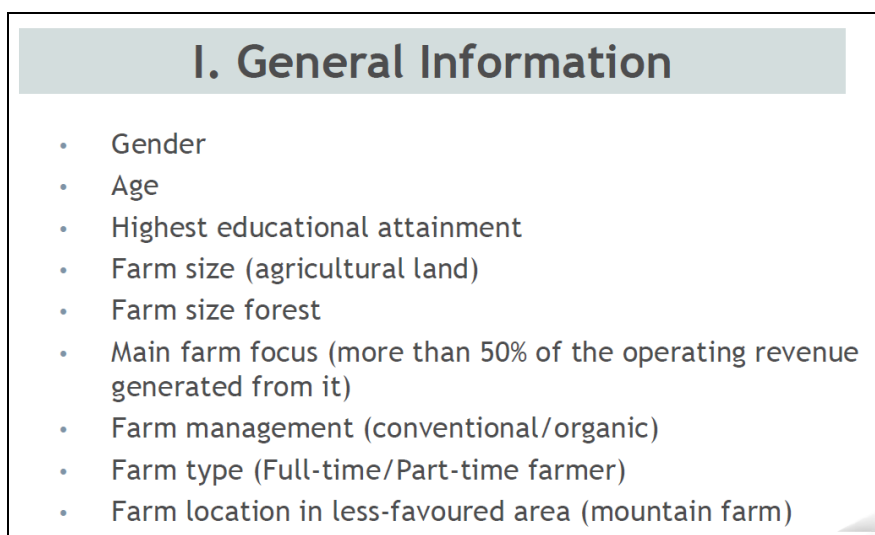 I. General Information
• Gender
• Age
• Highest educational attainment
• Farm size (agricultural land)
• Farm size forest
• Main farm focus (more than 50% of the operating revenue
generated from it)
• Farm management (conventional/organic)
• Farm type (Full-time/Part-time farmer)
• Farm location in less-favoured area (mountain farm)